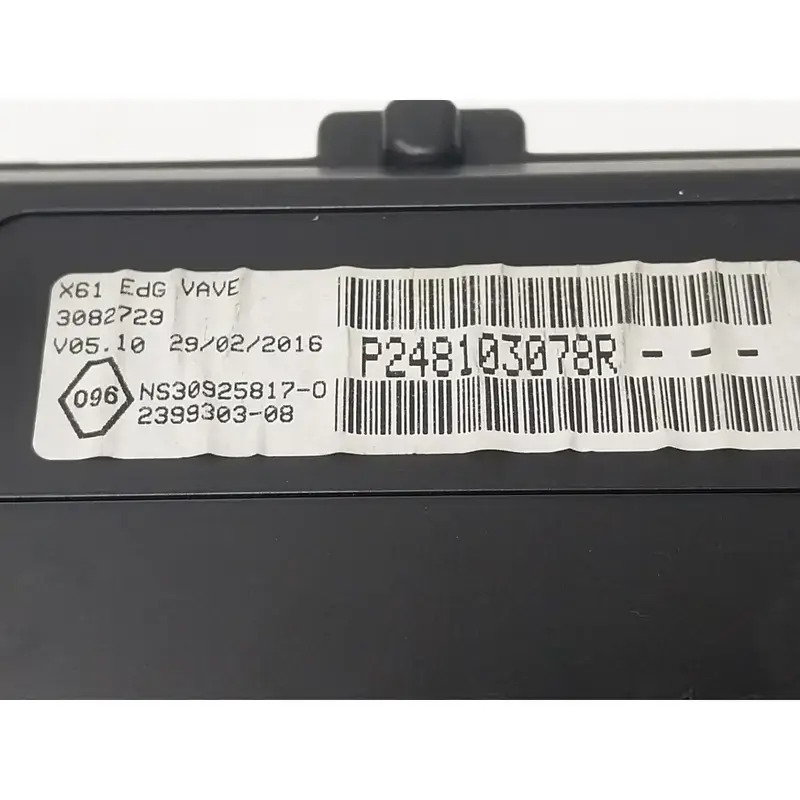 X61 EdG VAVE
3082729
V05.10 29/02/2016
096
NS30925817-0
2399303-08
P248103078R - - -